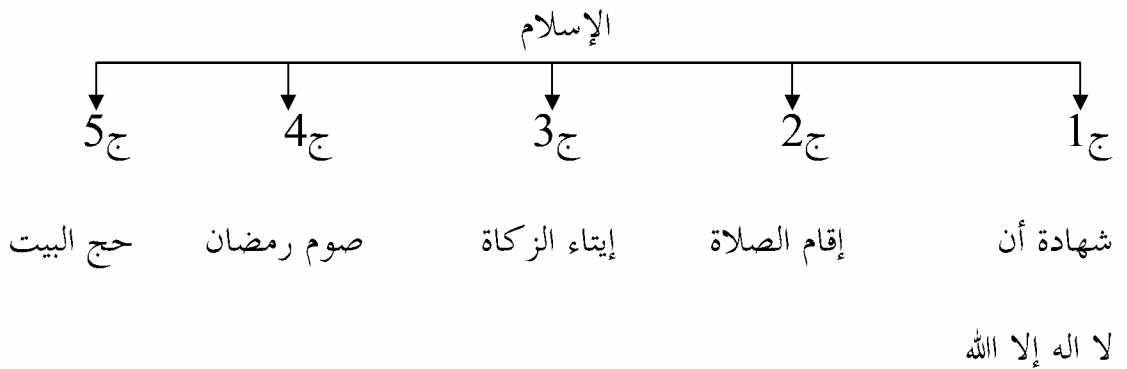 الإسلام
ج1 ج2 ج3 ج4 ج5
شهادة أن إقام الصلاة إيتاء الزكاة صوم رمضان حج البيت
لا اله إلا االله